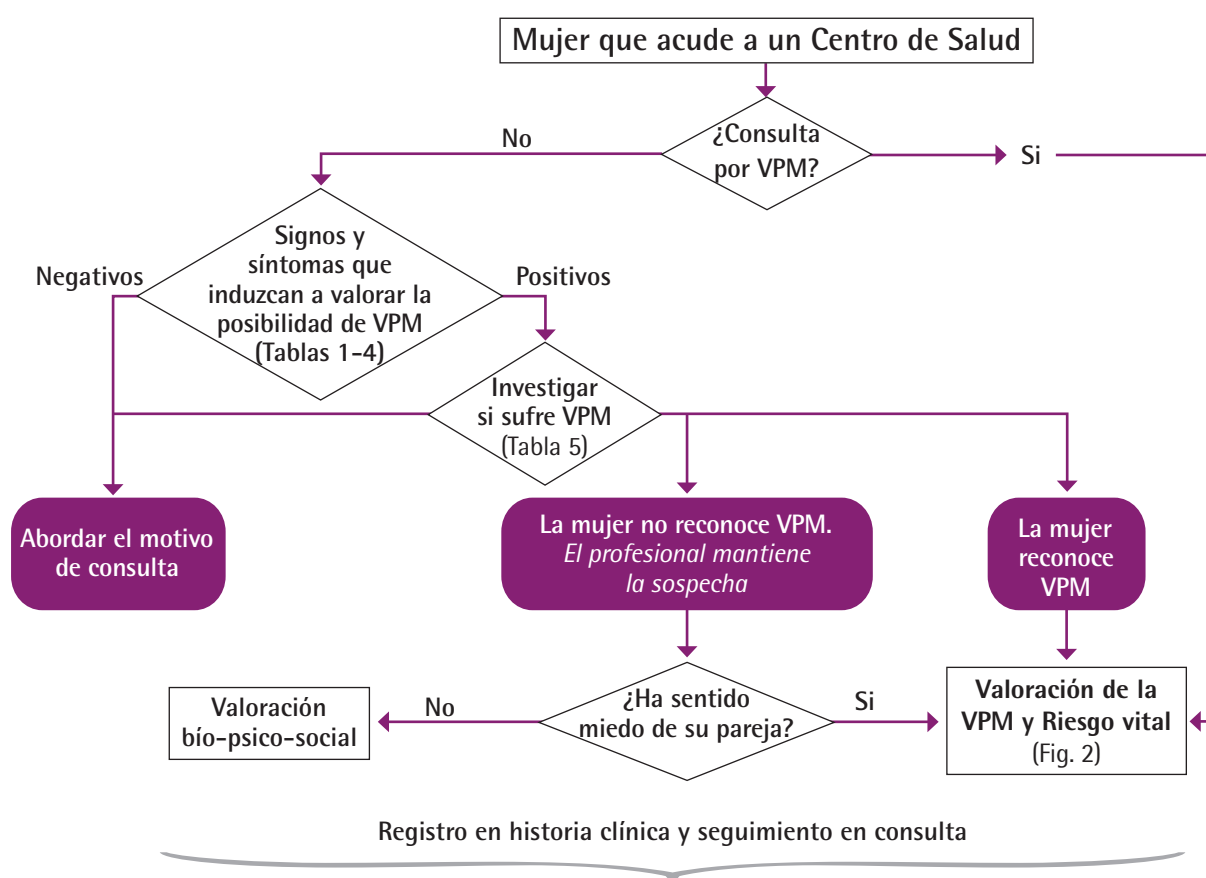 Mujer que acude a un Centro de Salud
¿Consulta
por VPM?
No
Si
Signos y
síntomas que
induzcan a valorar la
posibilidad de VPM
(Tablas 1-4)
Negativos
Positivos
Investigar
si sufre VPM
(Tabla 5)
Abordar el motivo
de consulta
La mujer no reconoce VPM.
El profesional mantiene
la sospecha
La mujer
reconoce
VPM
Valoración
bío-psico-social
No
¿Ha sentido
miedo de su pareja?
Si
Valoración de la
VPM y Riesgo vital
(Fig. 2)
Registro en historia clínica y seguimiento en consulta